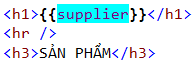 <h1>{{supplier}}</h1>
<hr />
<h3>SẢN PHẨM</h3>